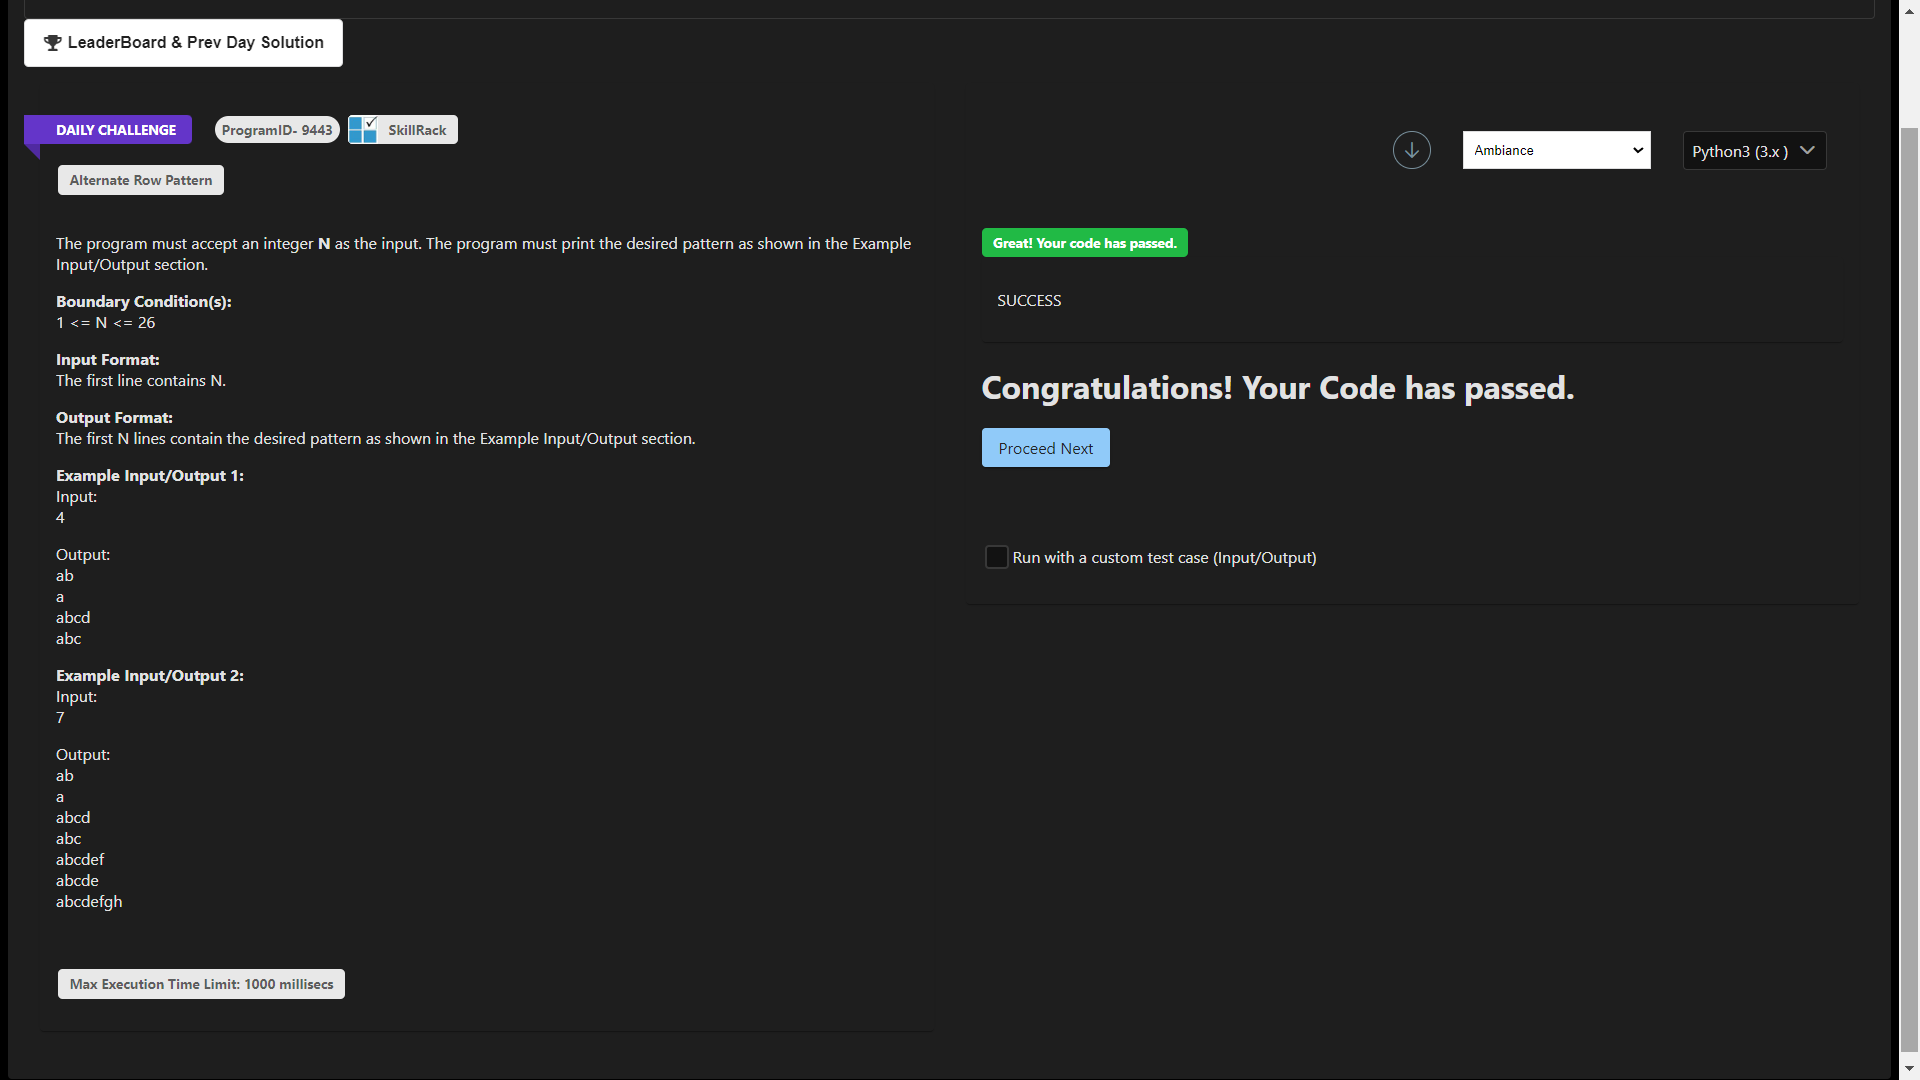 LeaderBoard & Prev Day Solution
DAILY CHALLENGE
ProgramID- 9443
SkillRack
Ambiance
Python3 (3.x )
Alternate Row Pattern
The program must accept an integer N as the input. The program must print the desired pattern as shown in the Example
Input/Output section.
Boundary Condition(s):
1 <= N <= 26
Input Format:
The first line contains N.
Output Format:
The first N lines contain the desired pattern as shown in the Example Input/Output section.
Example Input/Output 1:
Input:
4
Output:
ab
a
abcd
abc
Example Input/Output 2:
Input:
7
Output:
ab
a
abcd
abc
abcdef
abcde
abcdefgh
Max Execution Time Limit: 1000 millisecs
Great! Your code has passed.
SUCCESS
Congratulations! Your Code has passed.
Proceed Next
Run with a custom test case (Input/Output)